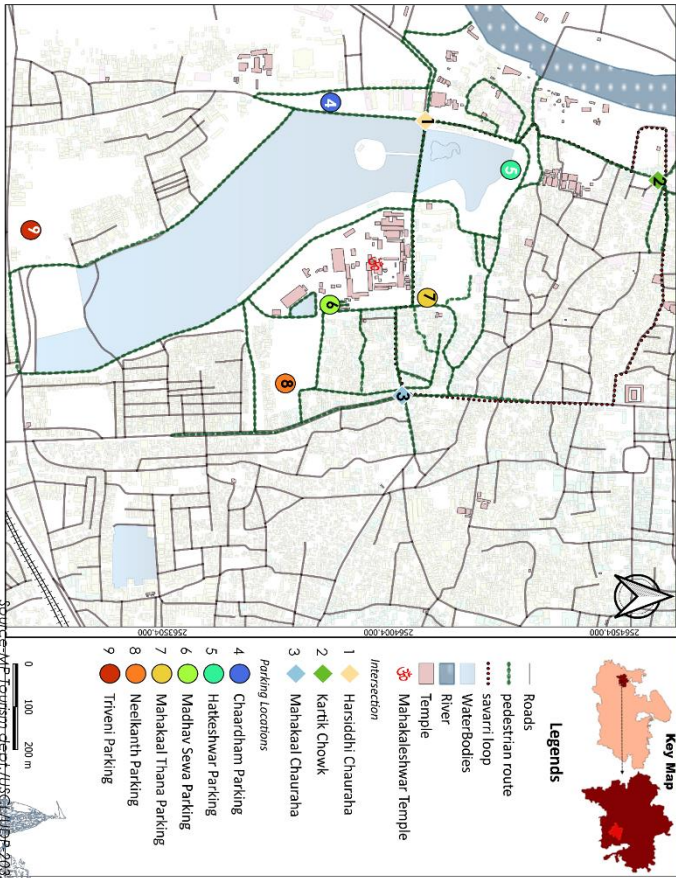 Key Map
Legends
Roads
pedestrian route
savarri loop
WaterBodies
River
Temple
Mahakaleshwar Temple
Intersection
1 Harsiddhi Chauraha
2 Kartik Chowk
3 Mahakaal Chauraha
Parking Locations
4 Chaardham Parking
5 Hatkeshwar Parking
6 Madhav Sewa Parking
7 Mahakaal Thana Parking
8 Neelkanth Parking
9 Triveni Parking
0 100 200 m
2563504.000
2564004.000
2564504.000
1
2
3
4
5
6
7
8
9
ॐ
ॐ